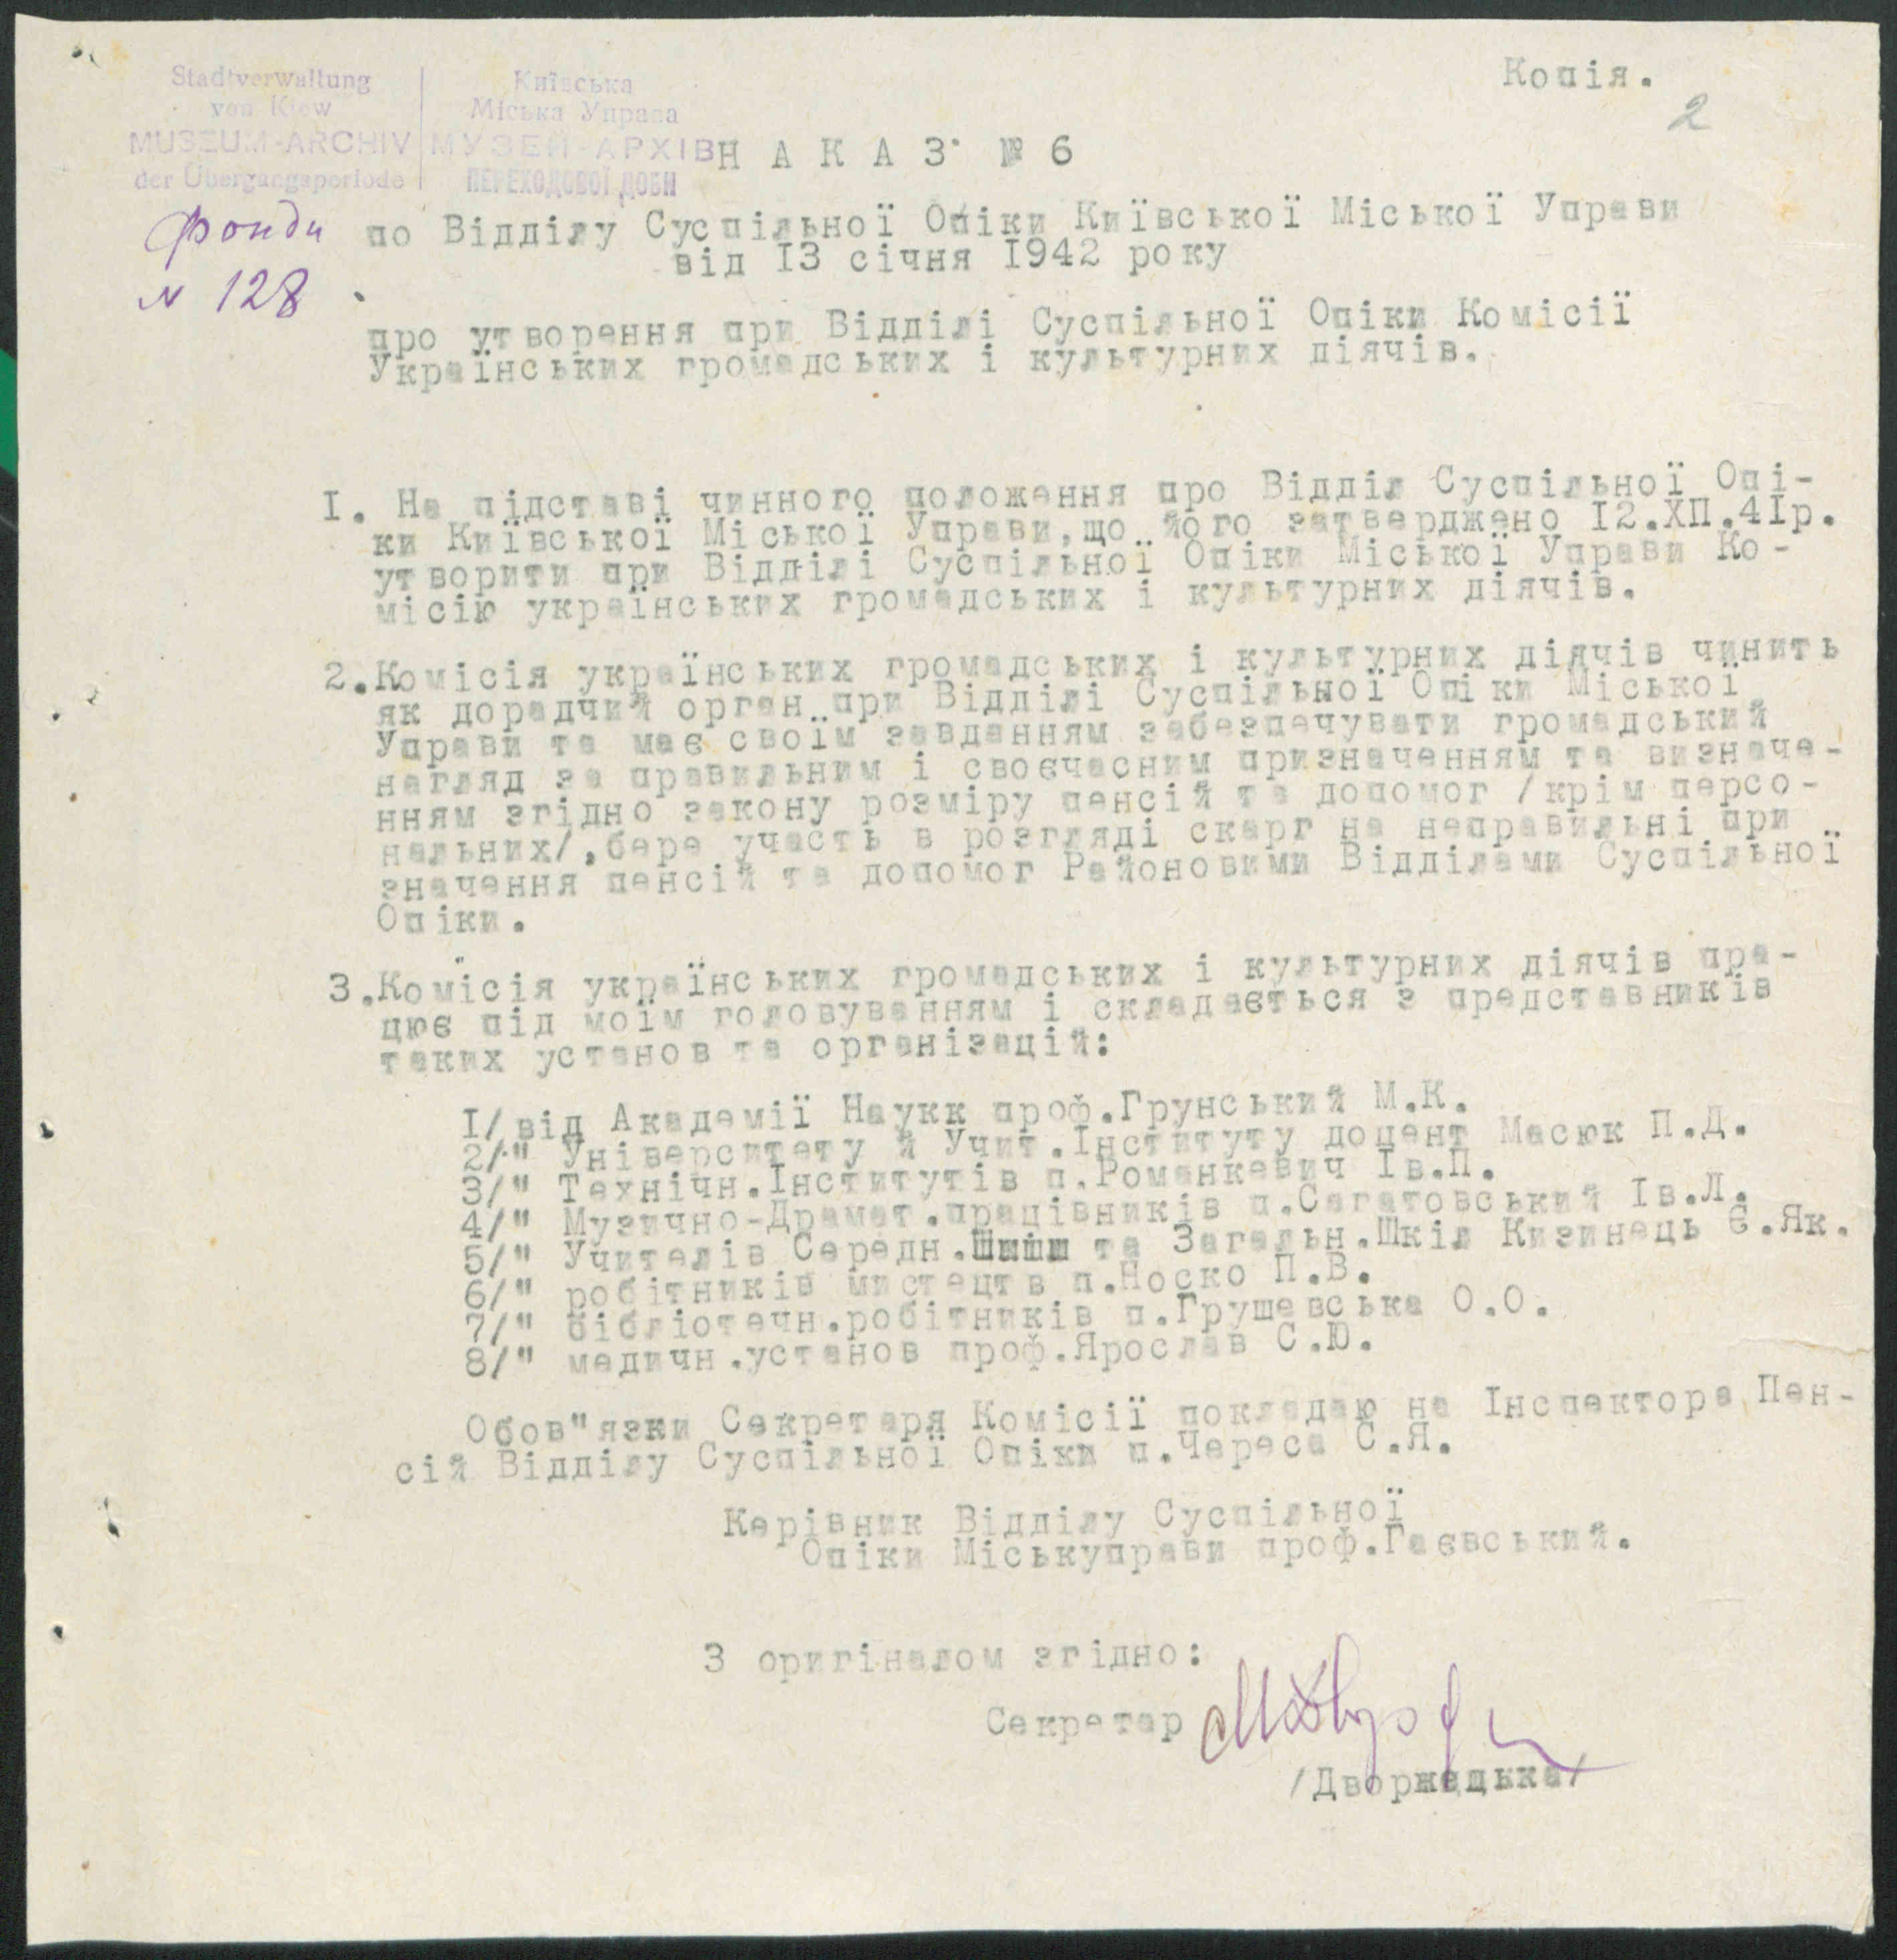 Копія.
2
Stadtverwaltung
von Kiew
MUSEUM-ARCHIV
der Übergangsperiode
Київська
Міська Управа
МУЗЕЙ-АРХІВ
ПЕРЕХОДОВОЇ ДОБИ
Фонди
N 128
НАКАЗ № 6
по Відділу Суспільної Опіки Київської Міської Управи
від I3 січня I942 року
про утворення при Відділі Суспільної Опіки Комісії
Українських громадських і культурних діячів.
I. На підставі чинного положення про Відділ Суспільної Опі-
ки Київської Міської Управи,що його затверджено I2.ХП.4Iр.
утворити при Відділі Суспільної Опіки Міської Управи Ко-
місію українських громадських і культурних діячів.
2.Комісія українських громадських і культурних діячів чинить
як дорадчий орган при Відділі Суспільної Опіки Міської
Управи та має своїм завданням забезпечувати громадський
нагляд за правильним і своєчасним призначенням та визначе-
нням згідно закону розміру пенсій та допомог /крім персо-
нальних/,бере участь в розгляді скарг на неправильні при
значення пенсій та допомог Районовими Відділами Суспільної
Опіки.
3.Комісія українських громадських і культурних діячів пра-
цює під моїм головуванням і складається з представників
таких установ та організацій:
I/ від Академії Наукк проф.Грунський М.К.
2/" Університету й Учит.Інституту доцент Масюк П.Д.
3/" Технічн.Інститутів п.Романкевич Ів.П.
4/" Музично-Драмат.працівників п.Сагатовський Ів.Л.
5/" Учителів Середн. та Загальн.Шкіл Кизинець Є.Як.
6/" робітників мистецтв п.Носко П.В.
7/" бібліотечн.робітників п.Грушевська О.О.
8/" медичн.установ проф.Ярослав С.Ю.
Обов"язки Секретаря Комісії покладаю на Інспектора Пен-
сій Відділу Суспільної Опіки п.Череса С.Я.
Керівник Відділу Суспільної
Опіки Міськуправи проф.Гаєвський.
З оригіналом згідно:
Секретар
/Дворнецька/